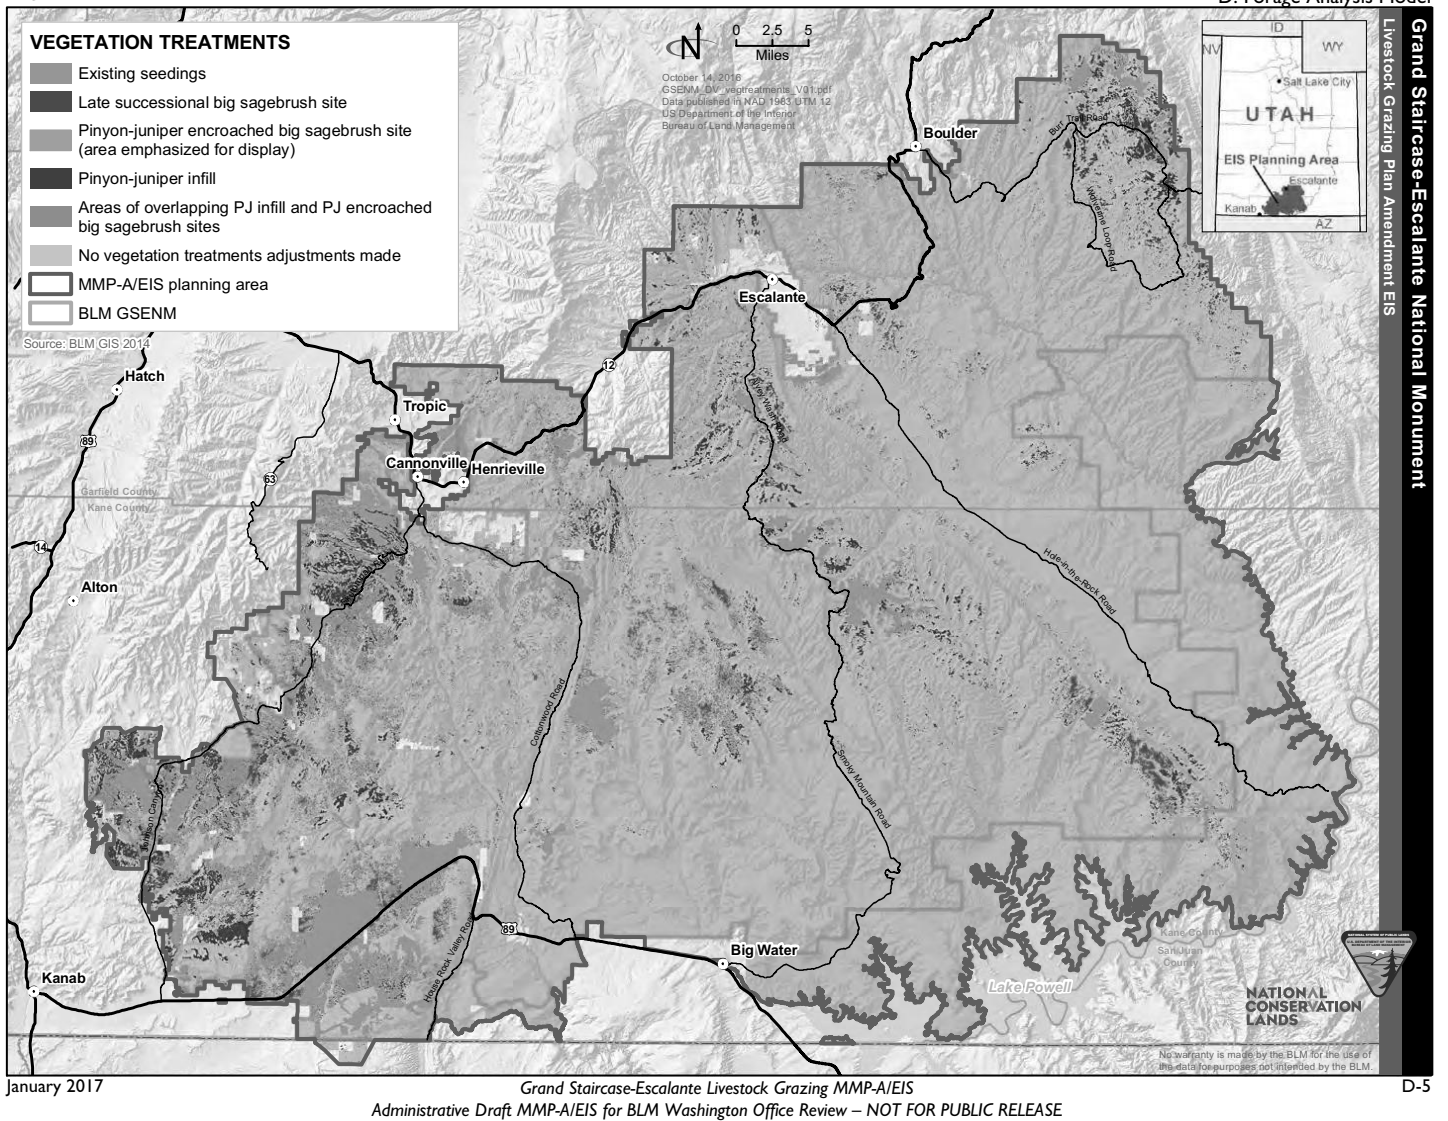 D. Forage Analysis Model
VEGETATION TREATMENTS
Existing seedings
Late successional big sagebrush site
Pinyon-juniper encroached big sagebrush site
(area emphasized for display)
Pinyon-juniper infill
Areas of overlapping PJ infill and PJ encroached
big sagebrush sites
No vegetation treatments adjustments made
MMP-A/EIS planning area
BLM GSENM
Source: BLM GIS 2014
N
0 2.5 5
Miles
October 14, 2016
GSENM_DV_vegtreatments_V01.pdf
Data published in NAD 1983 UTM 12
US Department of the Interior
Bureau of Land Management
ID
NV
WY
Salt Lake City
UTAH
EIS Planning Area
Escalante
Kanab
AZ
Grand Staircase-Escalante National Monument
Livestock Grazing Plan Amendment EIS
Boulder
Burr Trail Road
Wolverine Loop Road
Escalante
12
Hatch
Tropic
89
Cannonville
Henrieville
63
Garfield County
Kane County
14
Alton
Hole-in-the-Rock Road
Cottonwood Road
Smoky Mountain Road
Johnson Canyon
House Rock Valley Road
89
Big Water
Kanab
Kane County
San Juan
County
Lake Powell
NATIONAL
CONSERVATION
LANDS
No warranty is made by the BLM for the use of
the data for purposes not intended by the BLM.
January 2017
Grand Staircase-Escalante Livestock Grazing MMP-A/EIS
D-5
Administrative Draft MMP-A/EIS for BLM Washington Office Review – NOT FOR PUBLIC RELEASE